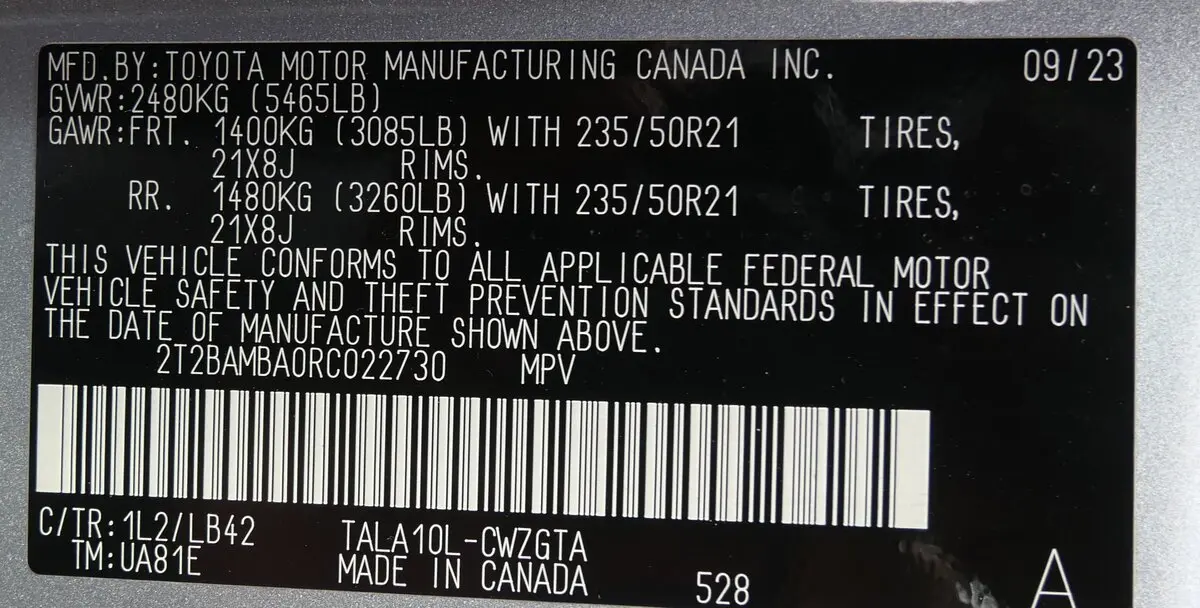 MFD.BY:TOYOTA MOTOR MANUFACTURING CANADA INC. 09/23
GVWR:2480KG (5465LB)
GAWR:FRT. 1400KG (3085LB) WITH 235/50R21 TIRES,
21X8J RIMS.
RR. 1480KG (3260LB) WITH 235/50R21 TIRES,
21X8J RIMS.
THIS VEHICLE CONFORMS TO ALL APPLICABLE FEDERAL MOTOR
VEHICLE SAFETY AND THEFT PREVENTION STANDARDS IN EFFECT ON
THE DATE OF MANUFACTURE SHOWN ABOVE.
2T2BAMBA0RC022730 MPV
C/TR:1L2/LB42 TALA10L-CWZGTA
TM:UA81E MADE IN CANADA 528 A